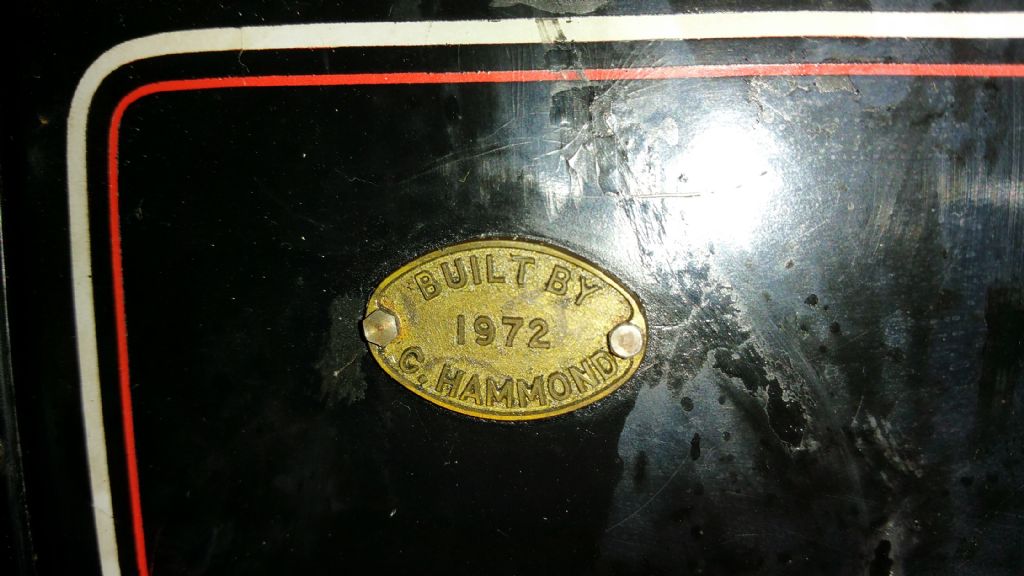 BUILT BY
1972
G. HAMMOND